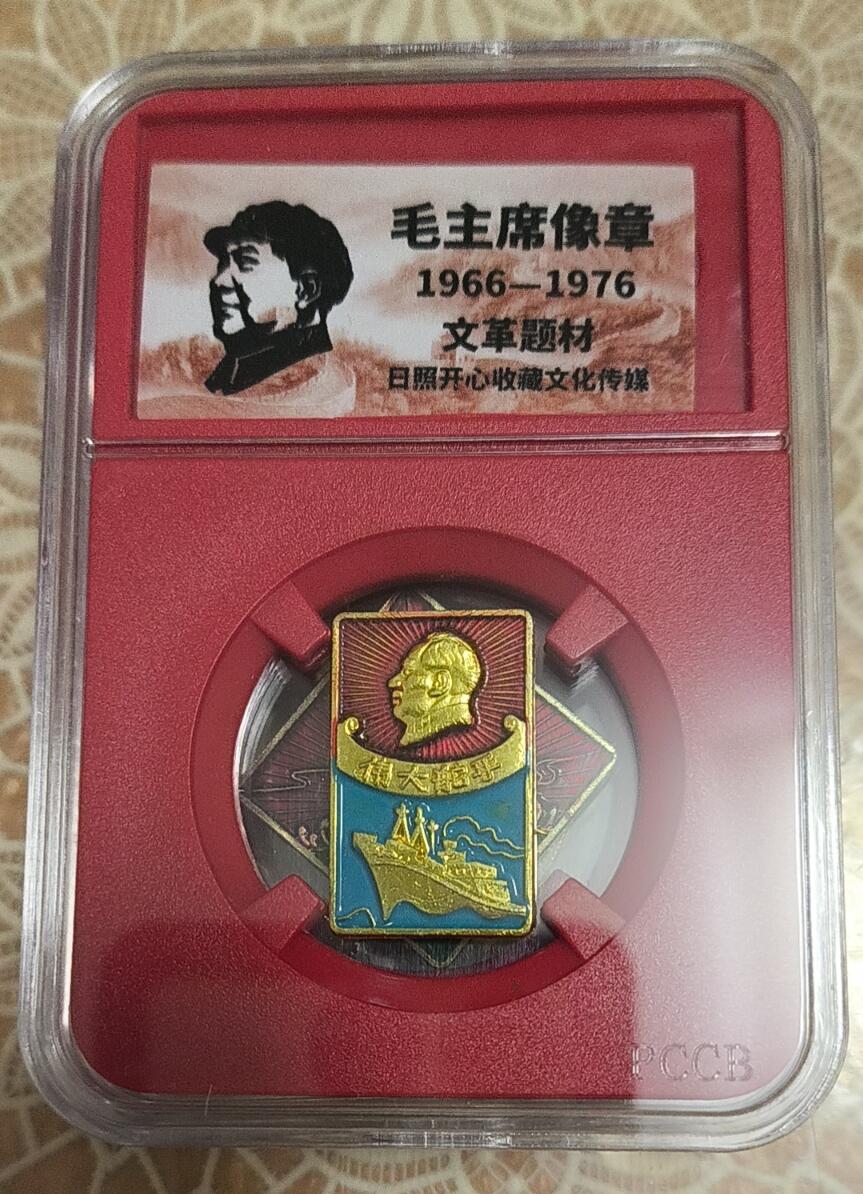 毛主席像章
1966—1976
文革题材
日照开心收藏文化传媒
伟大舵手
PCCB